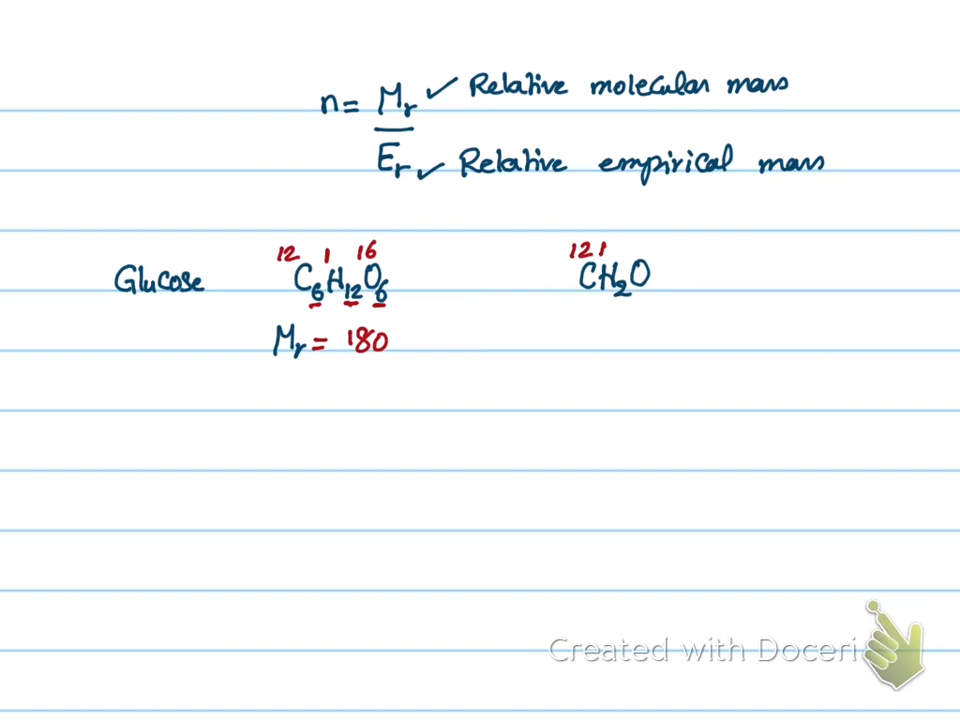 n = Mr ✓ Relative molecular mass
Er ✓ Relative empirical mass
12 1 16 12 1
Glucose C6H12O6 CH2O
Mr = 180
Created with Doceri